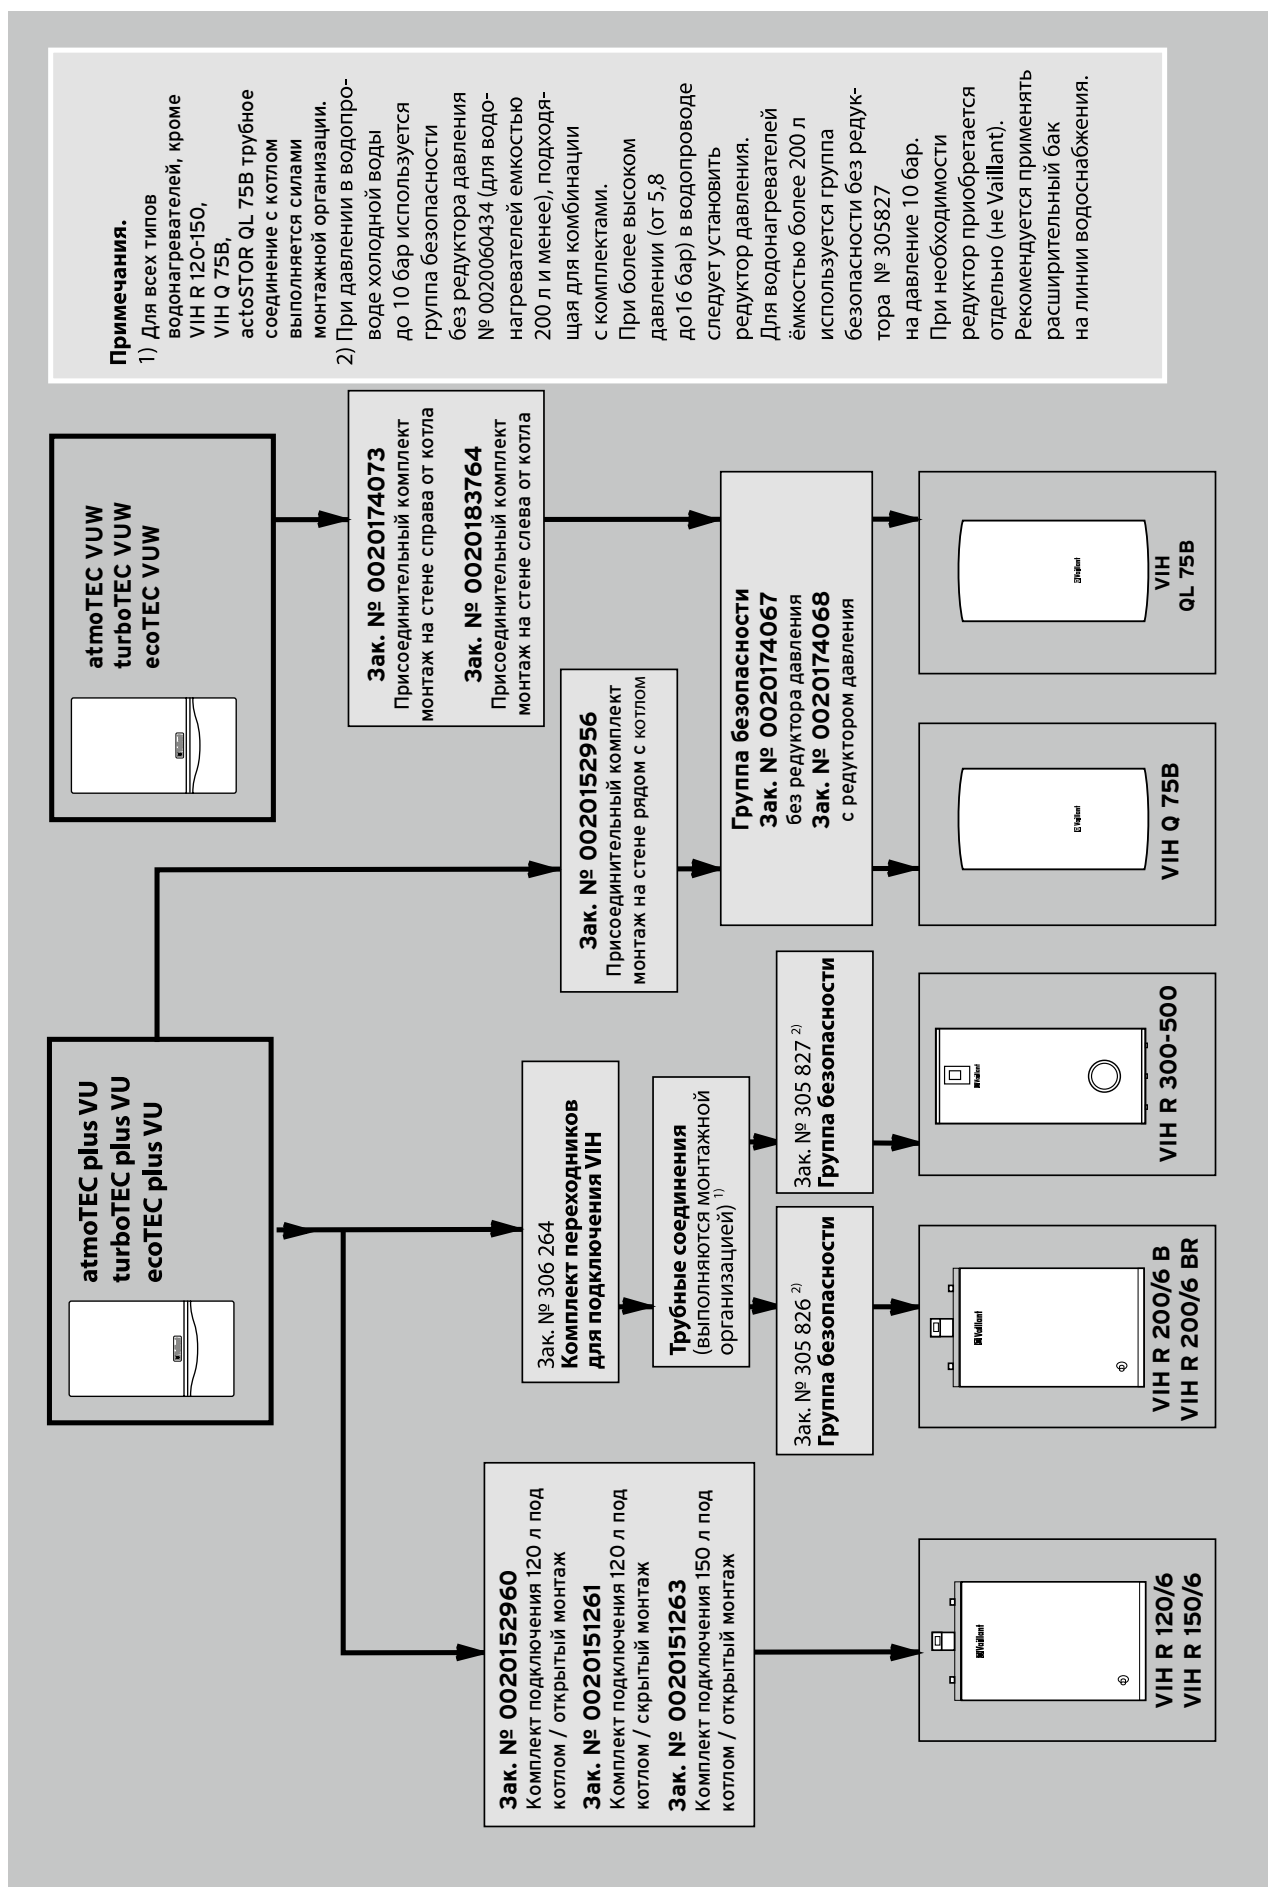 atmoTEC plus VU
turboTEC plus VU
ecoTEC plus VU
atmoTEC VUW
turboTEC VUW
ecoTEC VUW
Зак. № 0020152960
Комплект подключения 120 л под
котлом / открытый монтаж
Зак. № 0020151261
Комплект подключения 120 л под
котлом / скрытый монтаж
Зак. № 0020151263
Комплект подключения 150 л под
котлом / открытый монтаж
Зак. № 306 264
Комплект переходников
для подключения VIH
Трубные соединения
(выполняются монтажной
организацией) 1)
Зак. № 305 826 2)
Группа безопасности
Зак. № 305 827 2)
Группа безопасности
Зак. № 0020152956
Присоединительный комплект
монтаж на стене рядом с котлом
Зак. № 0020174073
Присоединительный комплект
монтаж на стене справа от котла
Зак. № 0020183764
Присоединительный комплект
монтаж на стене слева от котла
Группа безопасности
Зак. № 0020174067
без редуктора давления
Зак. № 0020174068
с редуктором давления
Vaillant
VIH R 120/6
VIH R 150/6
Vaillant
VIH R 200/6 B
VIH R 200/6 BR
Vaillant
VIH R 300-500
Vaillant
VIH Q 75B
Vaillant
VIH
QL 75B
Примечания.
1) Для всех типов
водонагревателей, кроме
VIH R 120-150,
VIH Q 75B,
actoSTOR QL 75B трубное
соединение с котлом
выполняется силами
монтажной организации.
2) При давлении в водопро-
воде холодной воды
до 10 бар используется
группа безопасности
без редуктора давления
№ 0020060434 (для водо-
нагревателей емкостью
200 л и менее), подходя-
щая для комбинации
с комплектами.
При более высоком
давлении (от 5,8
до16 бар) в водопроводе
следует установить
редуктор давления.
Для водонагревателей
ёмкостью более 200 л
используется группа
безопасности без редук-
тора № 305827
на давление 10 бар.
При необходимости
редуктор приобретается
отдельно (не Vaillant).
Рекомендуется применять
расширительный бак
на линии водоснабжения.